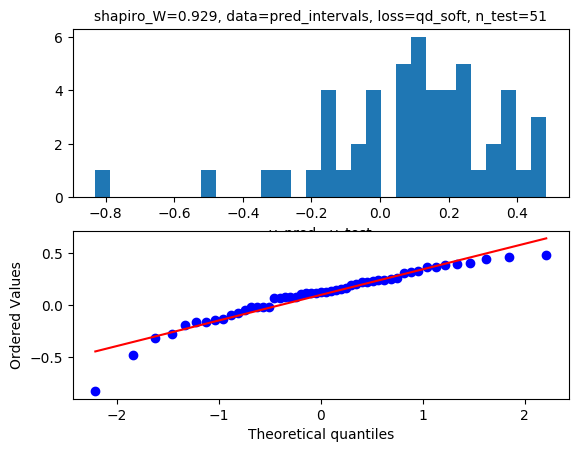 shapiro_W=0.929, data=pred_intervals, loss=qd_soft, n_test=51
6
4
2
0
−0.8 −0.6 −0.4 −0.2 0.0 0.2 0.4
0.5
0.0
−0.5
Ordered Values
−2 −1 0 1 2
Theoretical quantiles